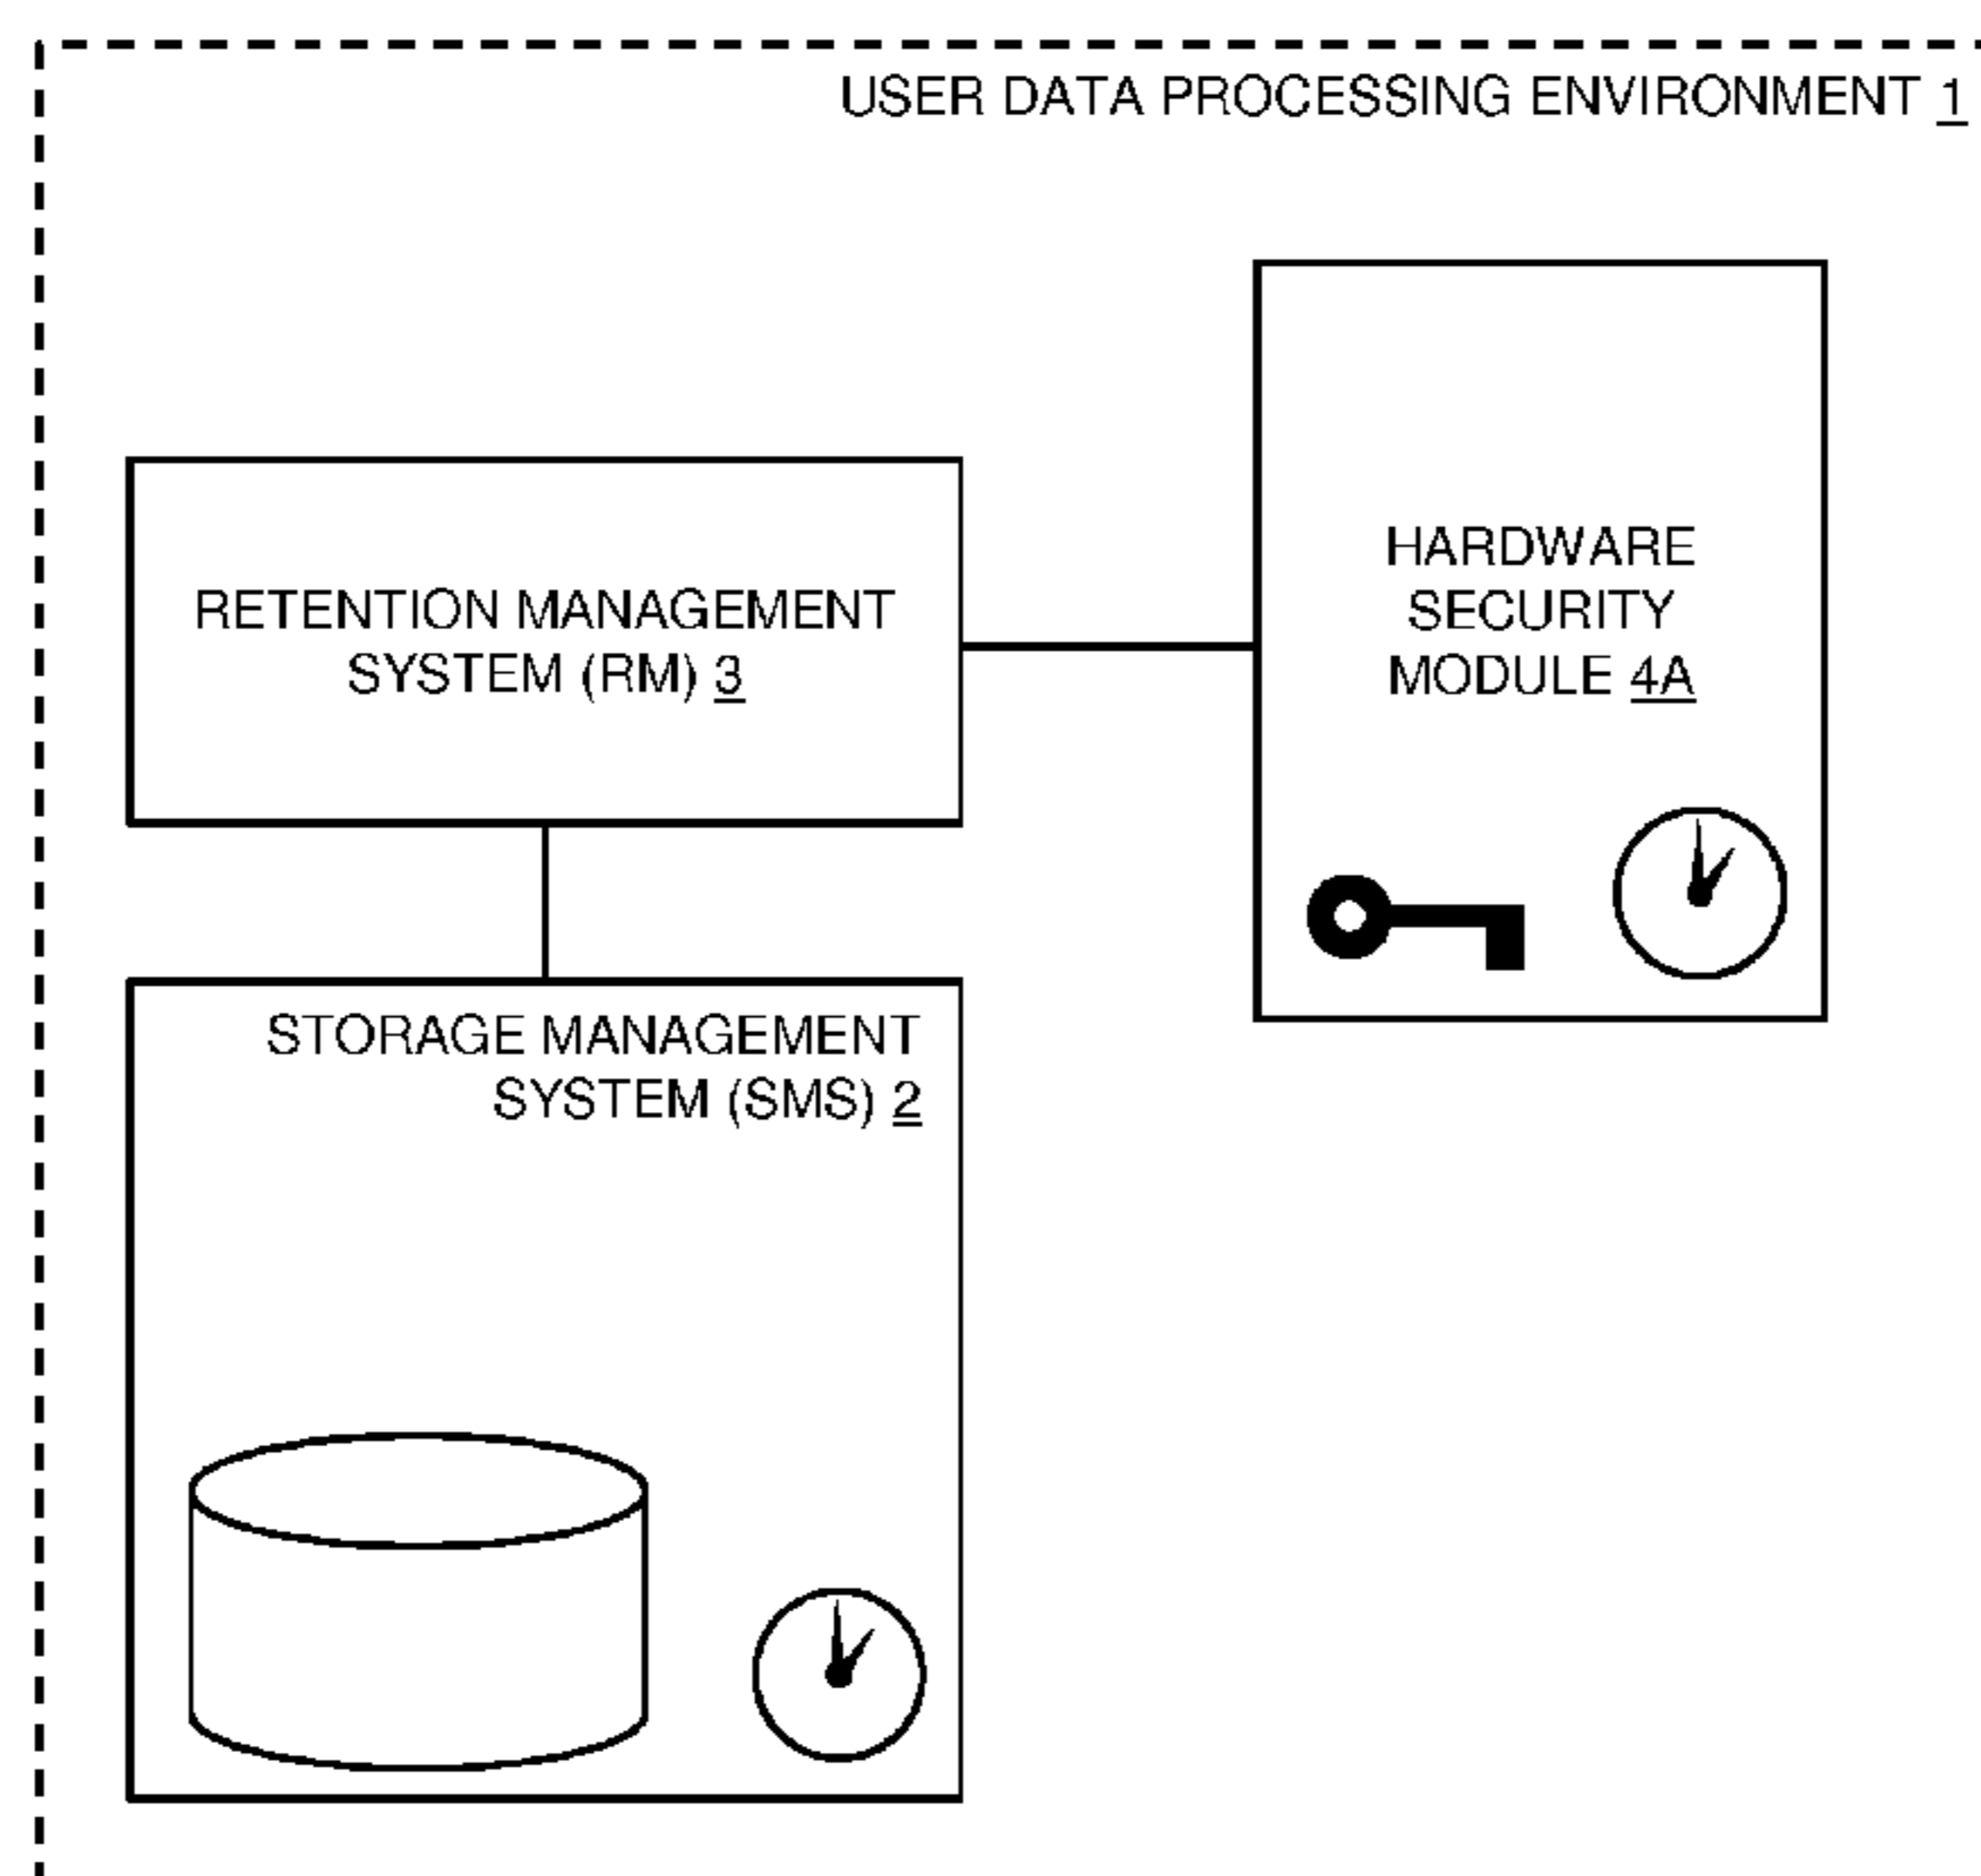 USER DATA PROCESSING ENVIRONMENT 1
HARDWARE
SECURITY
MODULE 4A
RETENTION MANAGEMENT
SYSTEM (RM) 3
STORAGE MANAGEMENT
SYSTEM (SMS) 2